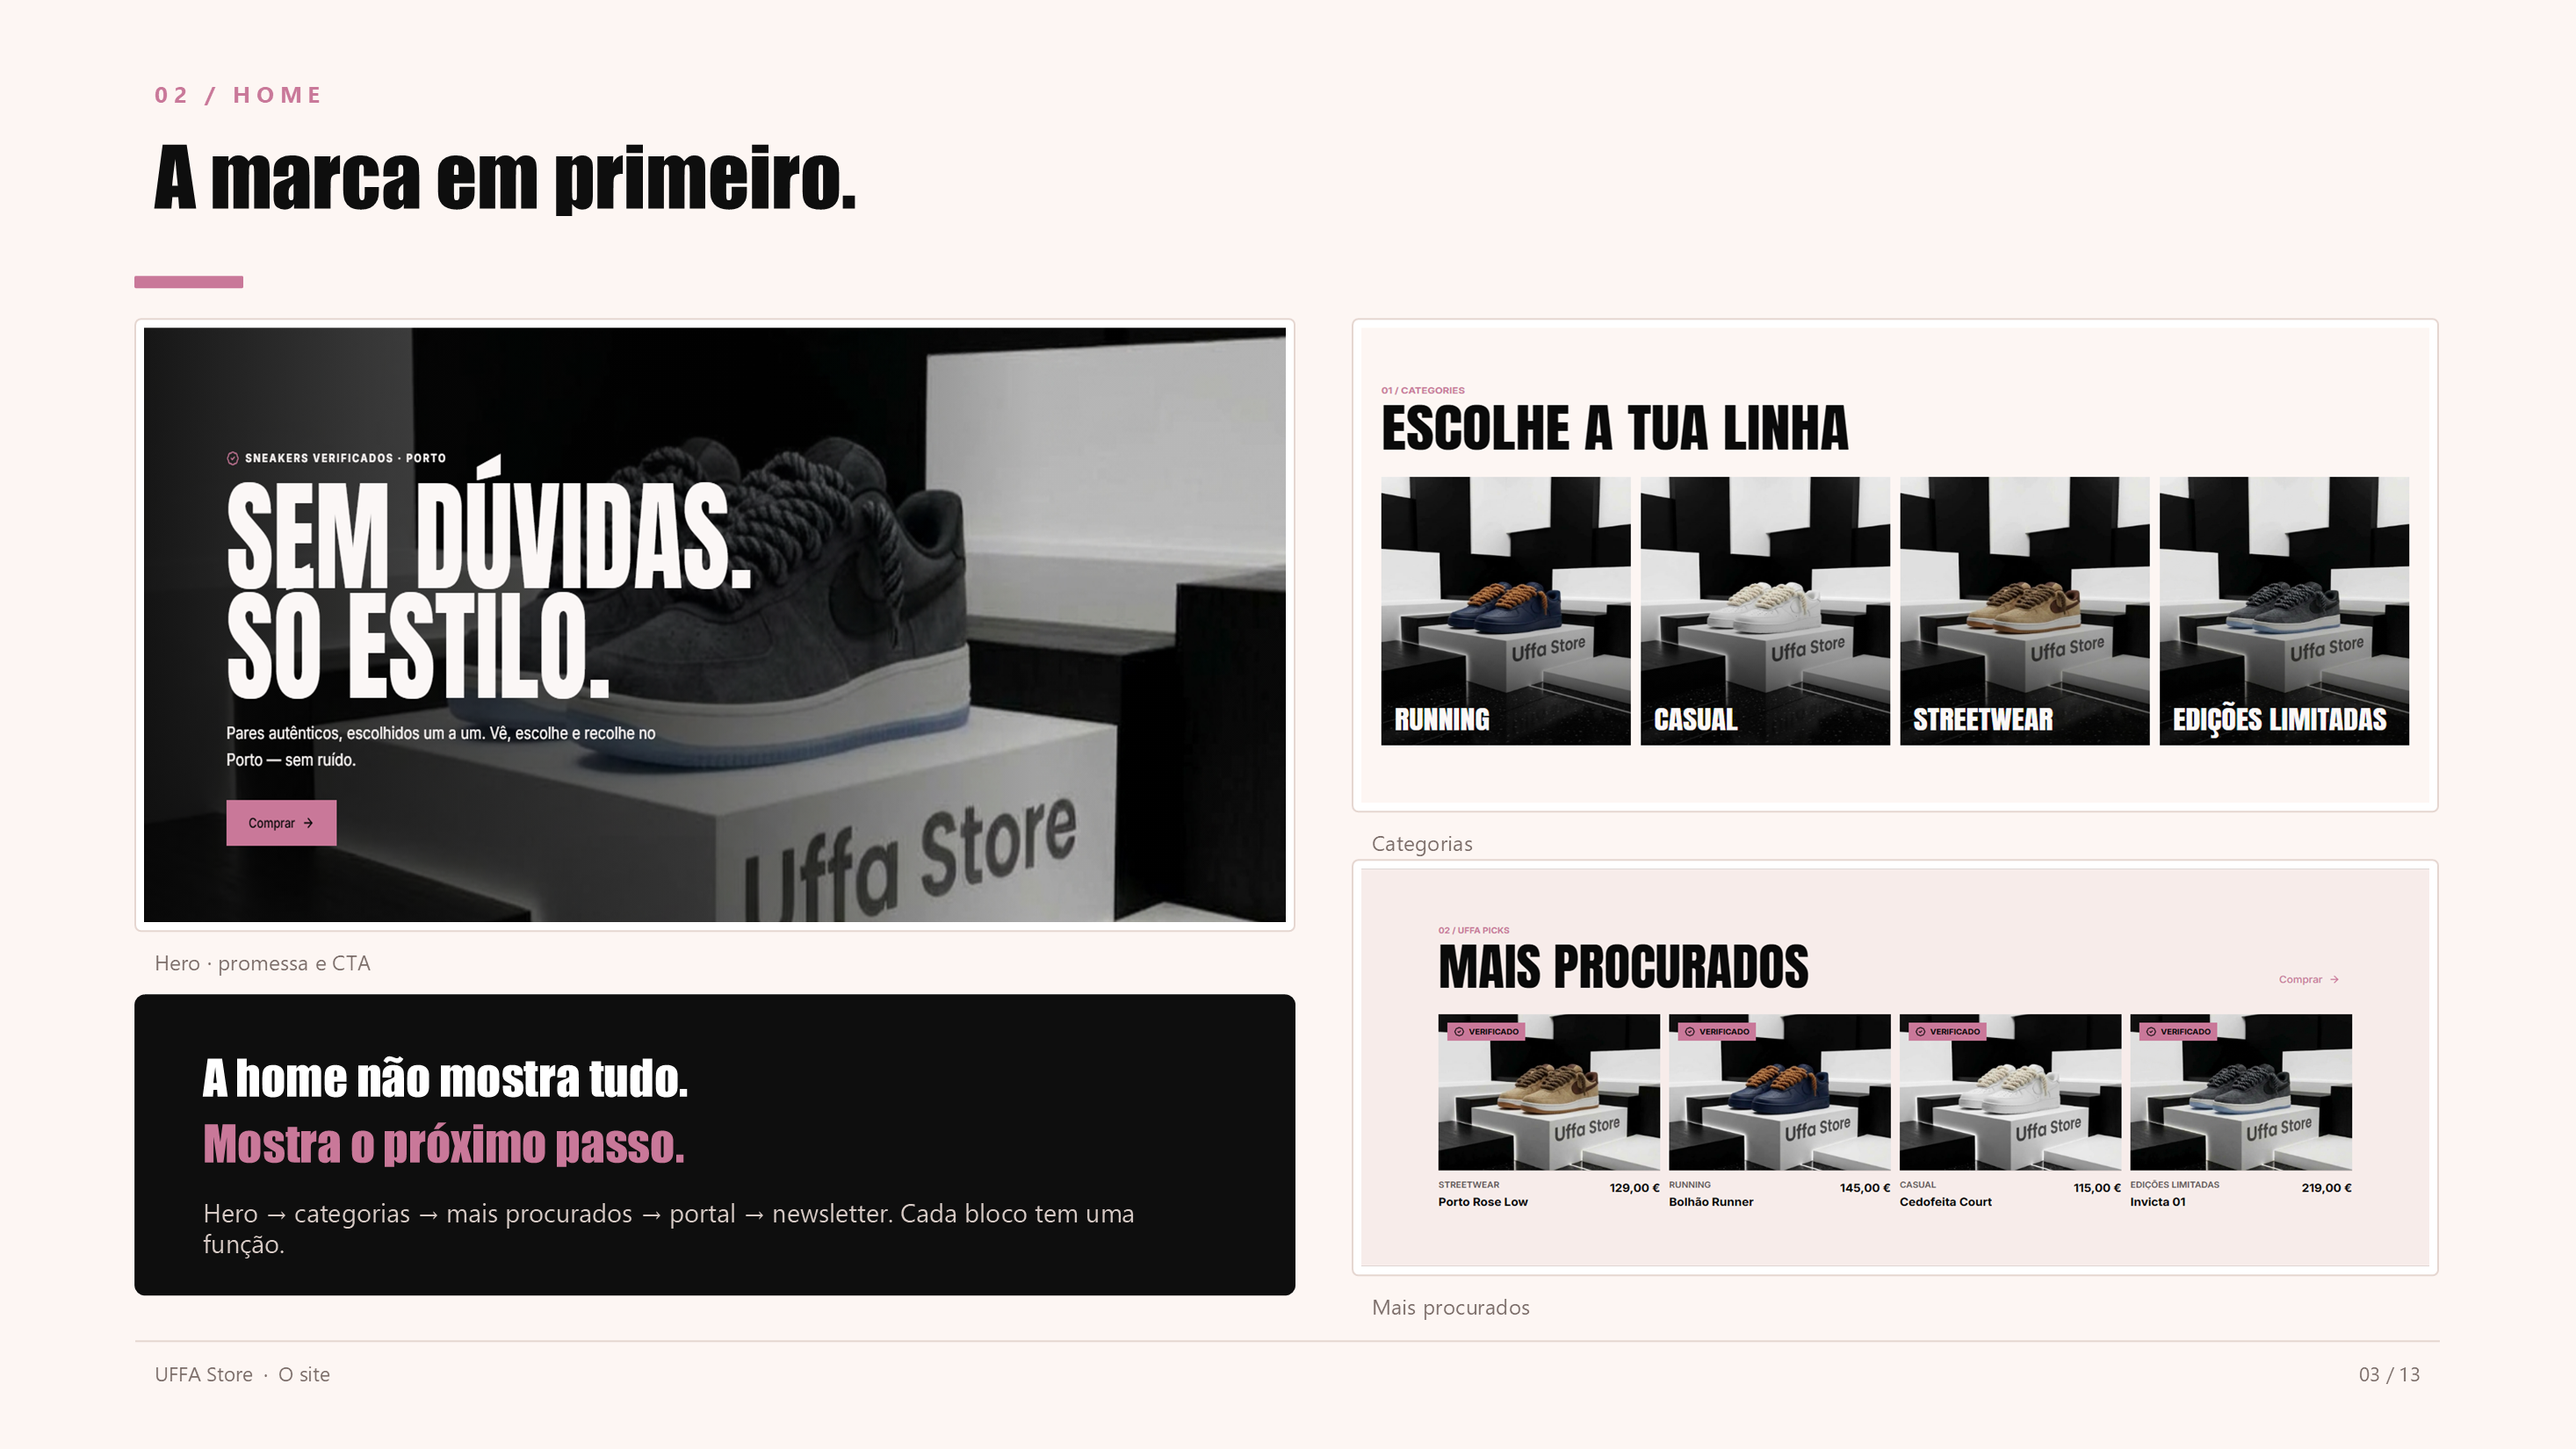 02 / HOME
A marca em primeiro.
SNEAKERS VERIFICADOS · PORTO
SEM DÚVIDAS.
SÓ ESTILO.
Pares autênticos, escolhidos um a um. Vê, escolhe e recolhe no
Porto — sem ruído.
Comprar →
Uffa Store
Hero · promessa e CTA
A home não mostra tudo.
Mostra o próximo passo.
Hero → categorias → mais procurados → portal → newsletter. Cada bloco tem uma
função.
01 / CATEGORIES
ESCOLHE A TUA LINHA
Uffa Store
RUNNING
Uffa Store
CASUAL
Uffa Store
STREETWEAR
Uffa Store
EDIÇÕES LIMITADAS
Categorias
02 / UFFA PICKS
MAIS PROCURADOS
Comprar →
VERIFICADO
Uffa Store
STREETWEAR
129,00 €
Porto Rose Low
VERIFICADO
Uffa Store
RUNNING
145,00 €
Bolhão Runner
VERIFICADO
Uffa Store
CASUAL
115,00 €
Cedofeita Court
VERIFICADO
Uffa Store
EDIÇÕES LIMITADAS
219,00 €
Invicta 01
Mais procurados
UFFA Store · O site
03 / 13